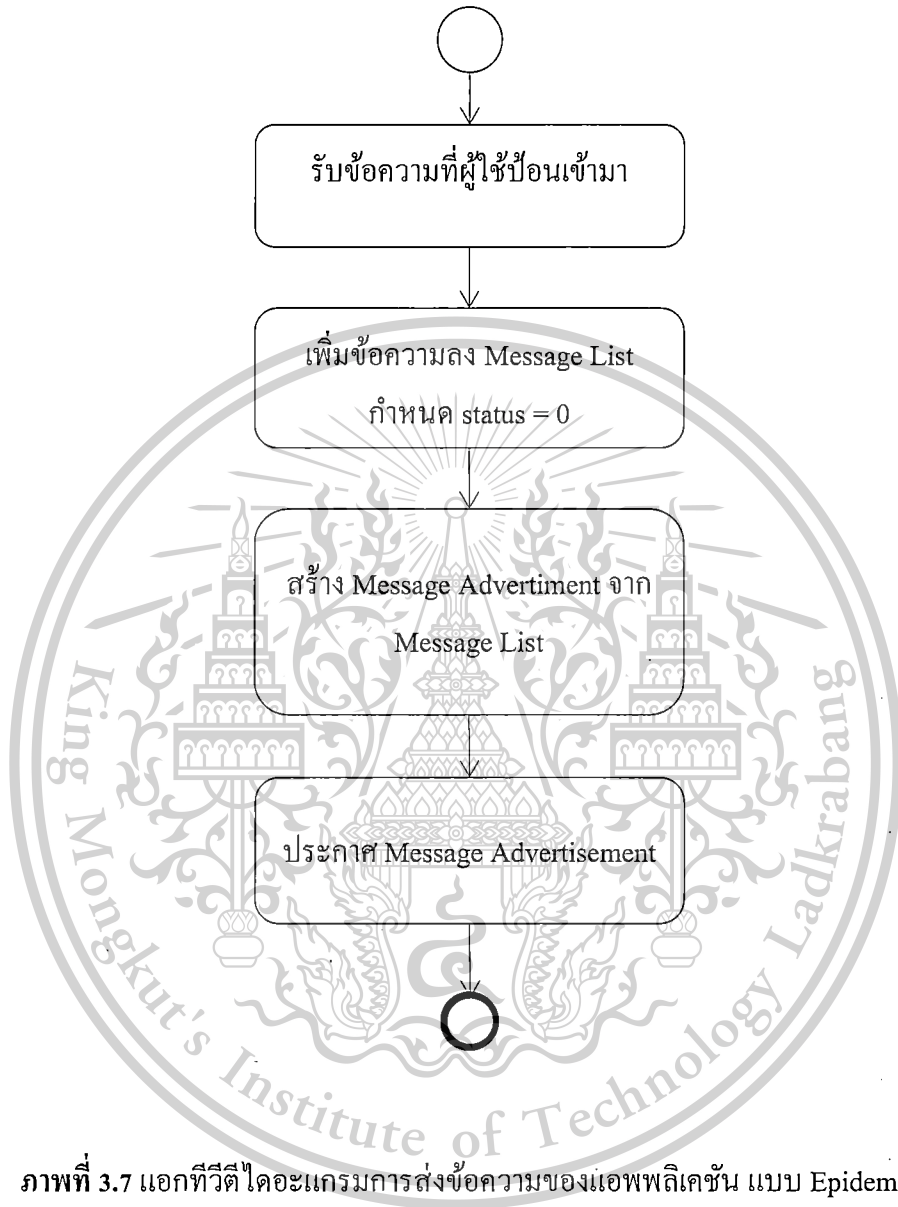 รับข้อความที่ผู้ใช้ป้อนเข้ามา
เพิ่มข้อความลง Message List
กำหนด status = 0
สร้าง Message Advertiment จาก
Message List
ประกาศ Message Advertisement
King Mongkut's Institute of Technology Ladkrabang
ภาพที่ 3.7 แอกทีวีตีไดอะแกรมการส่งข้อความของแอพพลิเคชัน แบบ Epidem